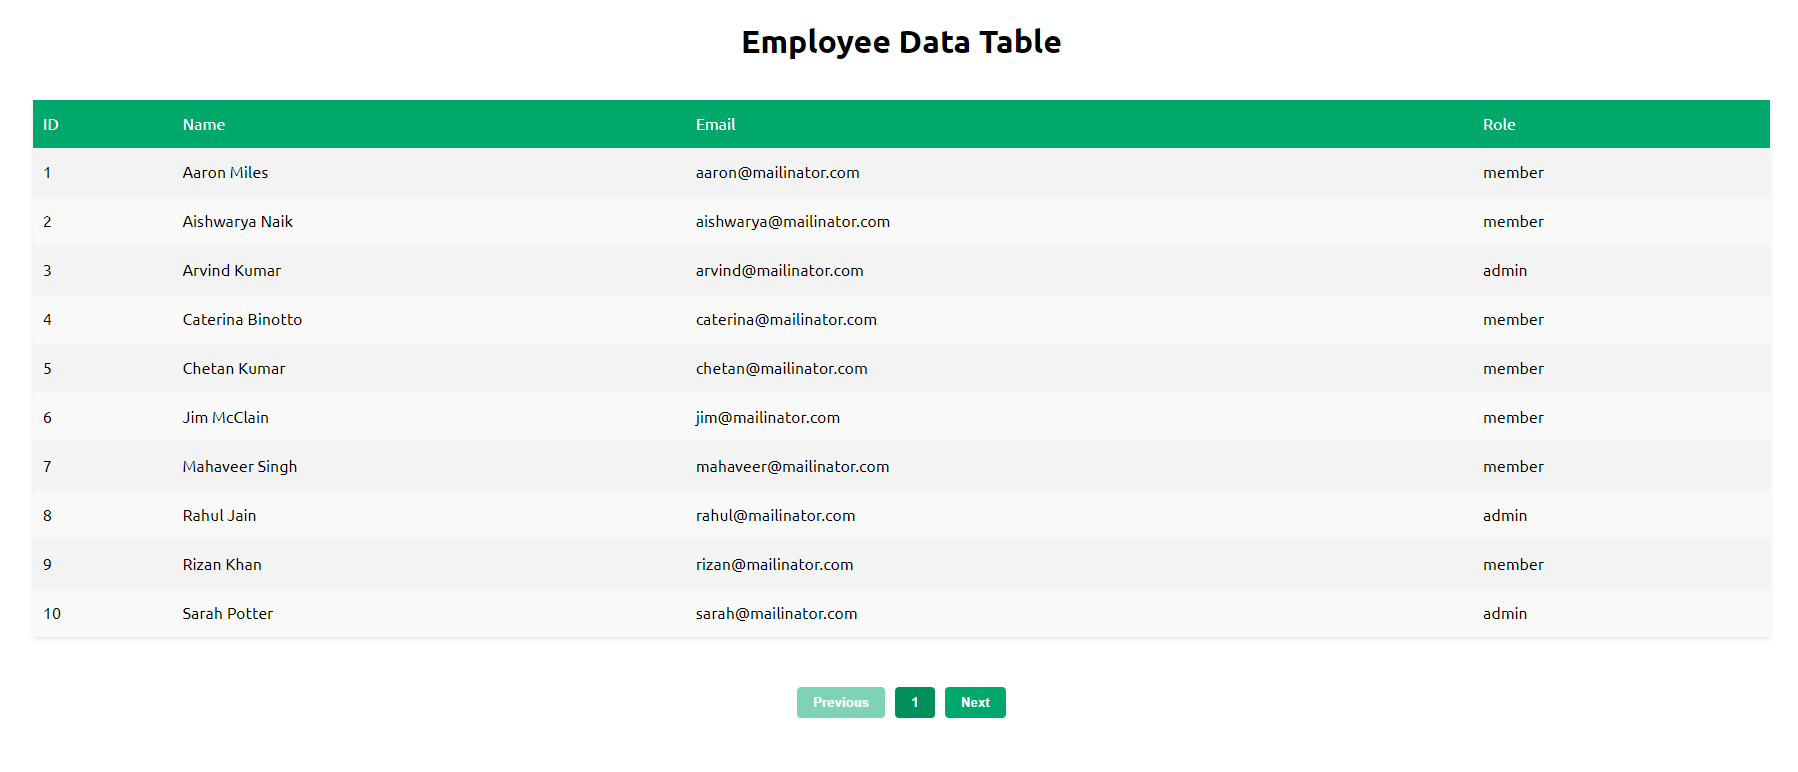 Employee Data Table
ID Name Email Role
1 Aaron Miles aaron@mailinator.com member
2 Aishwarya Naik aishwarya@mailinator.com member
3 Arvind Kumar arvind@mailinator.com admin
4 Caterina Binotto caterina@mailinator.com member
5 Chetan Kumar chetan@mailinator.com member
6 Jim McClain jim@mailinator.com member
7 Mahaveer Singh mahaveer@mailinator.com member
8 Rahul Jain rahul@mailinator.com admin
9 Rizan Khan rizan@mailinator.com member
10 Sarah Potter sarah@mailinator.com admin
Previous 1 Next